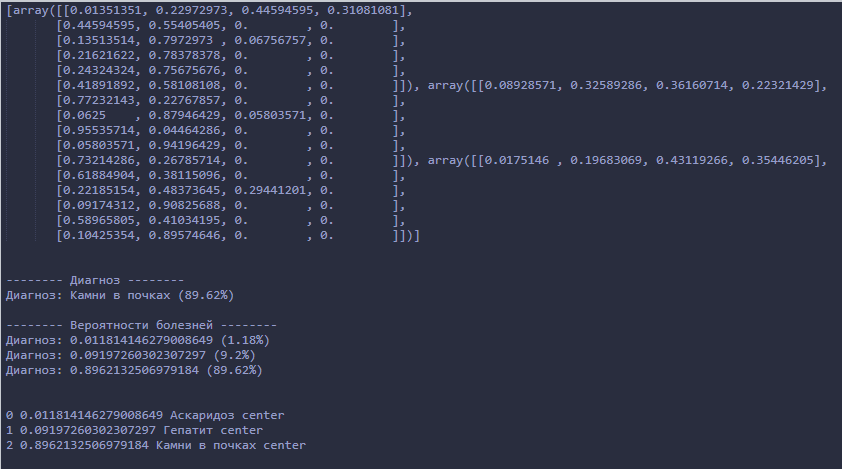 [array([[0.01351351, 0.22972973, 0.44594595, 0.31081081],
[0.44594595, 0.55405405, 0.        , 0.        ],
[0.13513514, 0.7972973 , 0.06756757, 0.        ],
[0.21621622, 0.78378378, 0.        , 0.        ],
[0.24324324, 0.75675676, 0.        , 0.        ],
[0.41891892, 0.58108108, 0.        , 0.        ]]), array([[0.08928571, 0.32589286, 0.36160714, 0.22321429],
[0.77232143, 0.22767857, 0.        , 0.        ],
[0.0625    , 0.87946429, 0.05803571, 0.        ],
[0.95535714, 0.04464286, 0.        , 0.        ],
[0.05803571, 0.94196429, 0.        , 0.        ],
[0.73214286, 0.26785714, 0.        , 0.        ]]), array([[0.0175146 , 0.19683069, 0.43119266, 0.35446205],
[0.61884904, 0.38115096, 0.        , 0.        ],
[0.22185154, 0.48373645, 0.29441201, 0.        ],
[0.09174312, 0.90825688, 0.        , 0.        ],
[0.58965805, 0.41034195, 0.        , 0.        ],
[0.10425354, 0.89574646, 0.        , 0.        ]])]
-------- Диагноз --------
Диагноз: Камни в почках (89.62%)
-------- Вероятности болезней --------
Диагноз: 0.011814146279008649 (1.18%)
Диагноз: 0.09197260302307297 (9.2%)
Диагноз: 0.8962132506979184 (89.62%)
0 0.011814146279008649 Аскаридоз center
1 0.09197260302307297 Гепатит center
2 0.8962132506979184 Камни в почках center